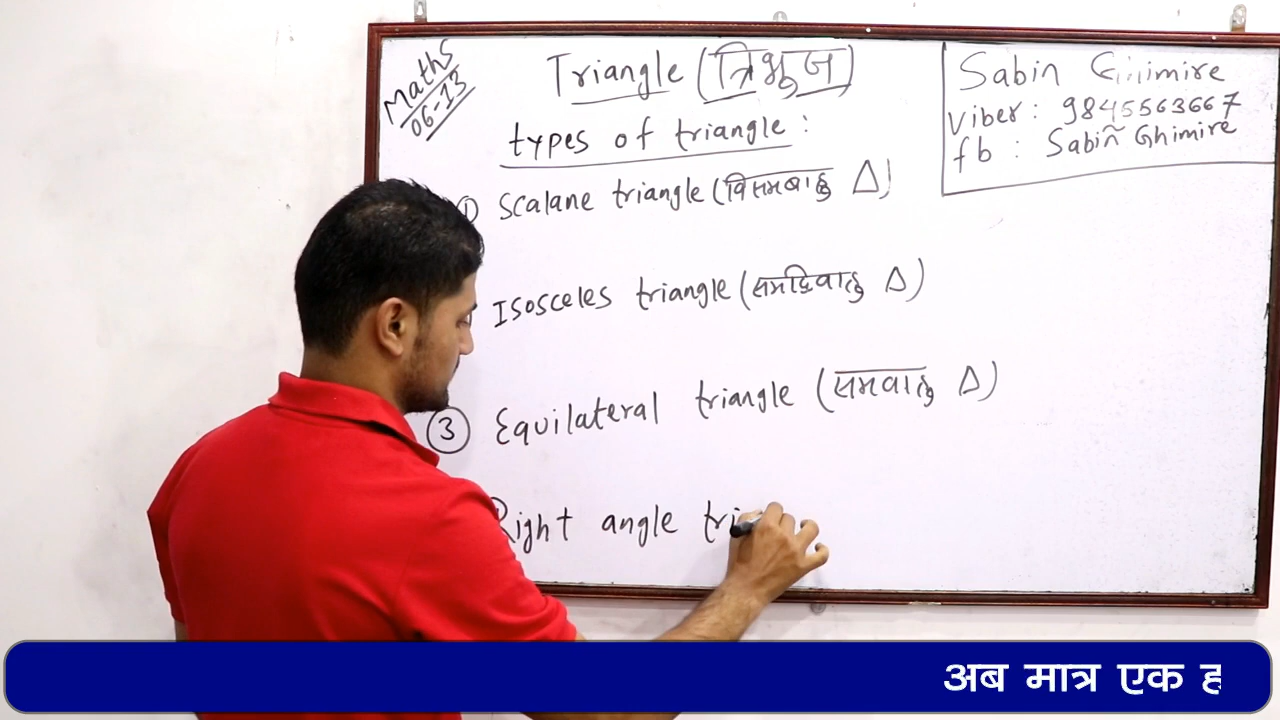 Maths
06-13
Triangle (त्रिभुज)
types of triangle :
① Scalane triangle (विसमबाहु Δ)
Isosceles triangle (समद्विवाहु Δ)
③ Equilateral triangle (समवाहु Δ)
Right angle tri
Sabin Ghimire
viber : 9845563667
fb : Sabin Ghimire
अब मात्र एक ह